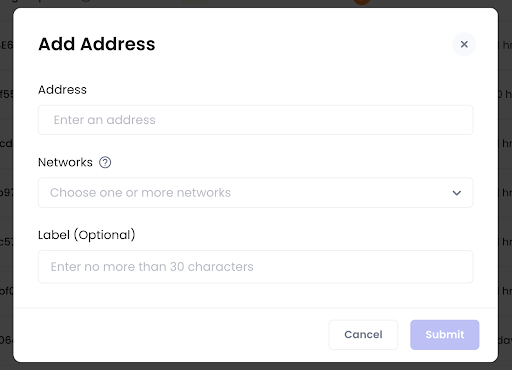 Add Address
Address
Enter an address
Networks
Choose one or more networks
Label (Optional)
Enter no more than 30 characters
Cancel
Submit